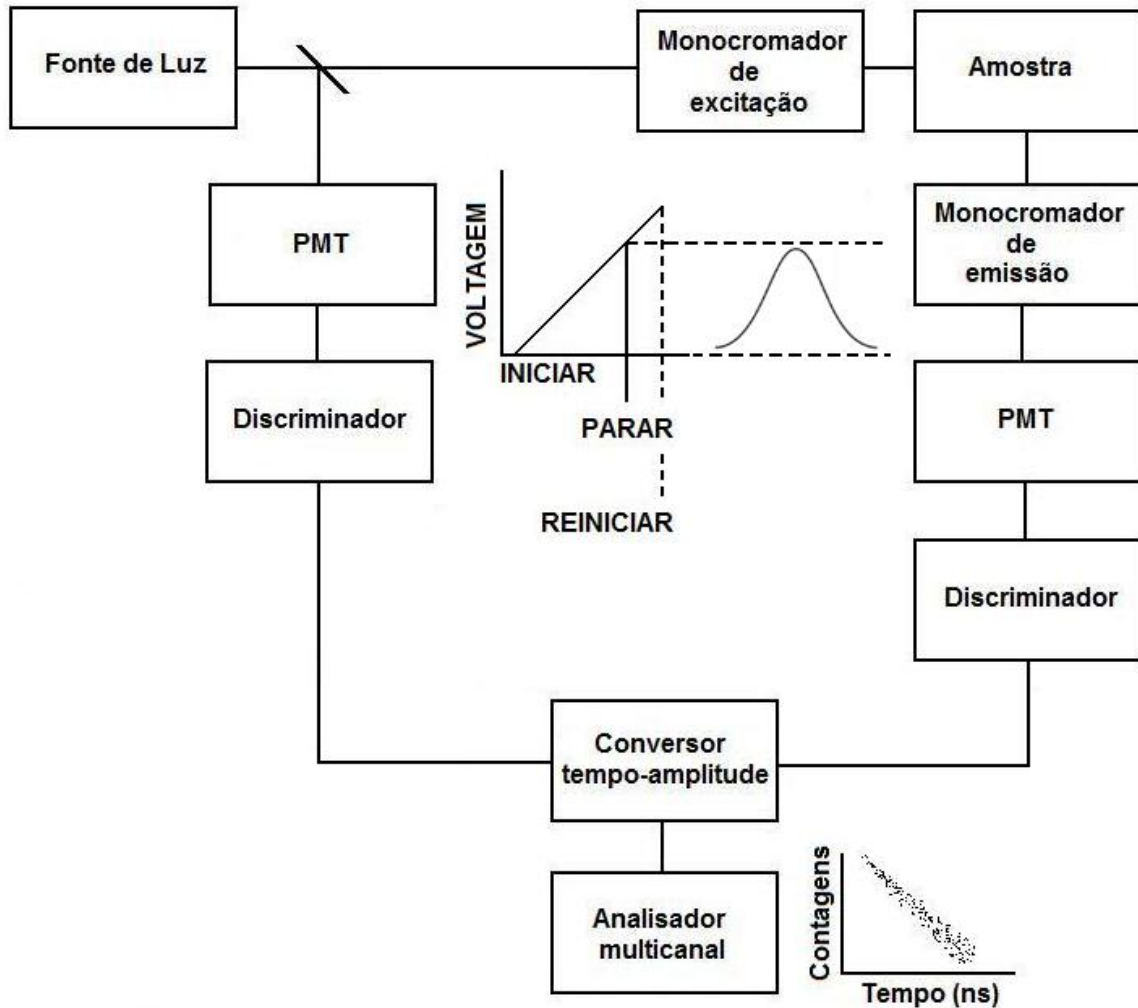 Fonte de Luz
Monocromador
de
excitação
Amostra
PMT
VOLTAGEM
INICIAR
PARAR
REINICIAR
Monocromador
de
emissão
Discriminador
PMT
Discriminador
Conversor
tempo-amplitude
Analisador
multicanal
Contagens
Tempo (ns)